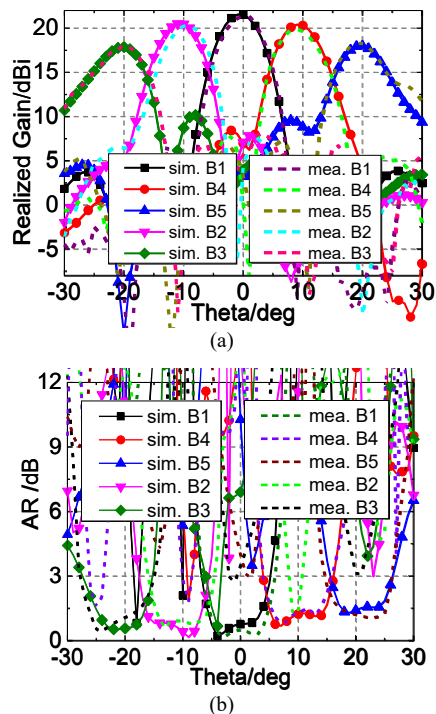 Realized Gain/dBi
20
15
10
5
0
-5
sim. B1
sim. B4
sim. B5
sim. B2
sim. B3
mea. B1
mea. B4
mea. B5
mea. B2
mea. B3
-30 -20 -10 0 10 20 30
Theta/deg
(a)
AR /dB
12
9
6
3
0
sim. B1
sim. B4
sim. B5
sim. B2
sim. B3
mea. B1
mea. B4
mea. B5
mea. B2
mea. B3
-30 -20 -10 0 10 20 30
Theta/deg
(b)